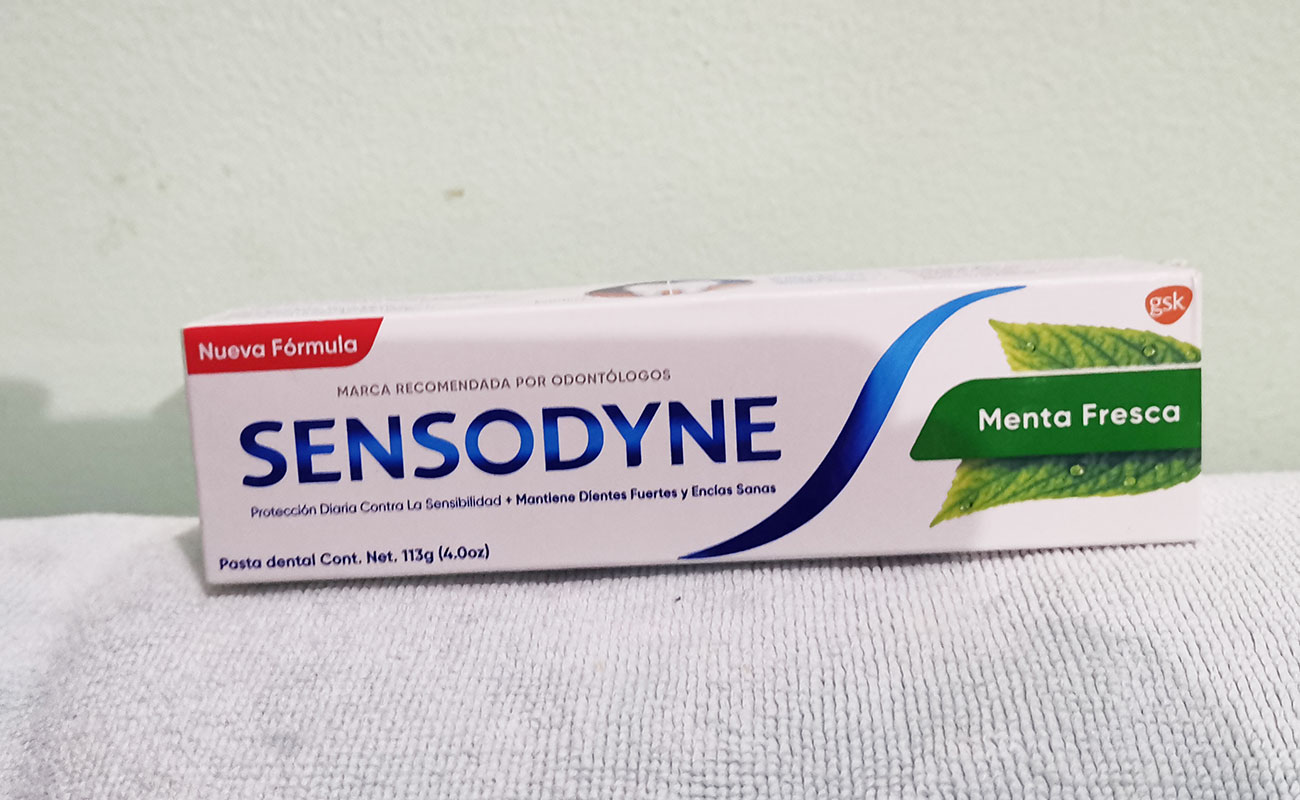 Nueva Fórmula
gsk
MARCA RECOMENDADA POR ODONTÓLOGOS
SENSODYNE
Menta Fresca
Protección Diaria Contra La Sensibilidad + Mantiene Dientes Fuertes y Encías Sanas
Pasta dental Cont. Net. 113g (4.0oz)